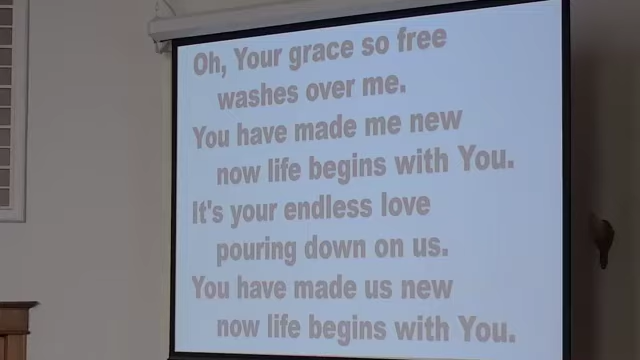 Oh, Your grace so free
washes over me.
You have made me new
now life begins with You.
It's your endless love
pouring down on us.
You have made us new
now life begins with You.